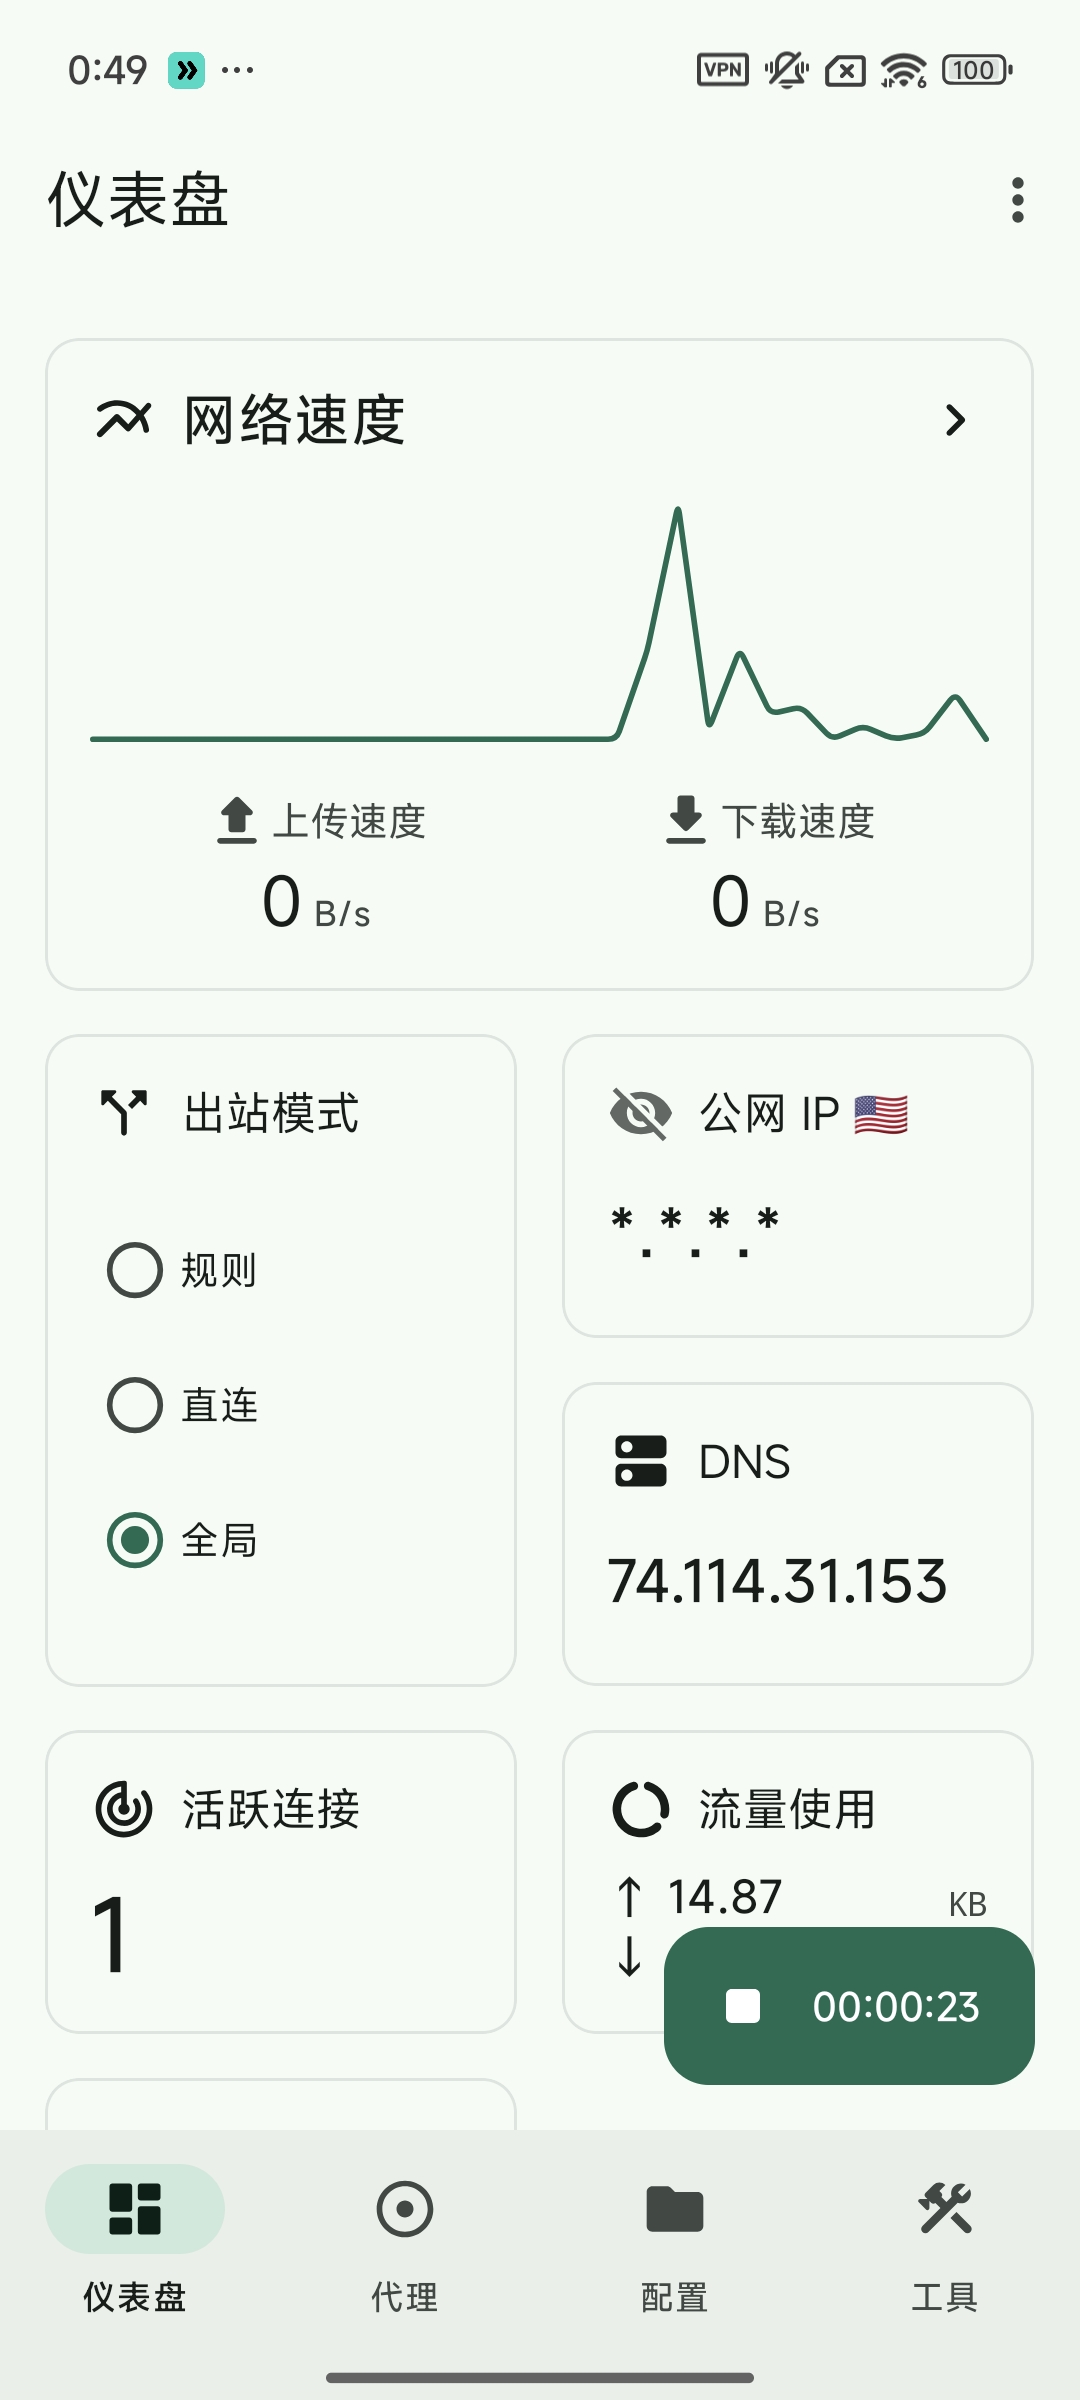 0:49 ··· VPN 6 100
仪表盘
网络速度
上传速度 下载速度
0 B/s 0 B/s
出站模式
公网 IP 🇺🇸
*.*.*.*
规则
直连
全局
DNS
74.114.31.153
活跃连接
1
流量使用
↑ 14.87 KB
↓
00:00:23
仪表盘 代理 配置 工具